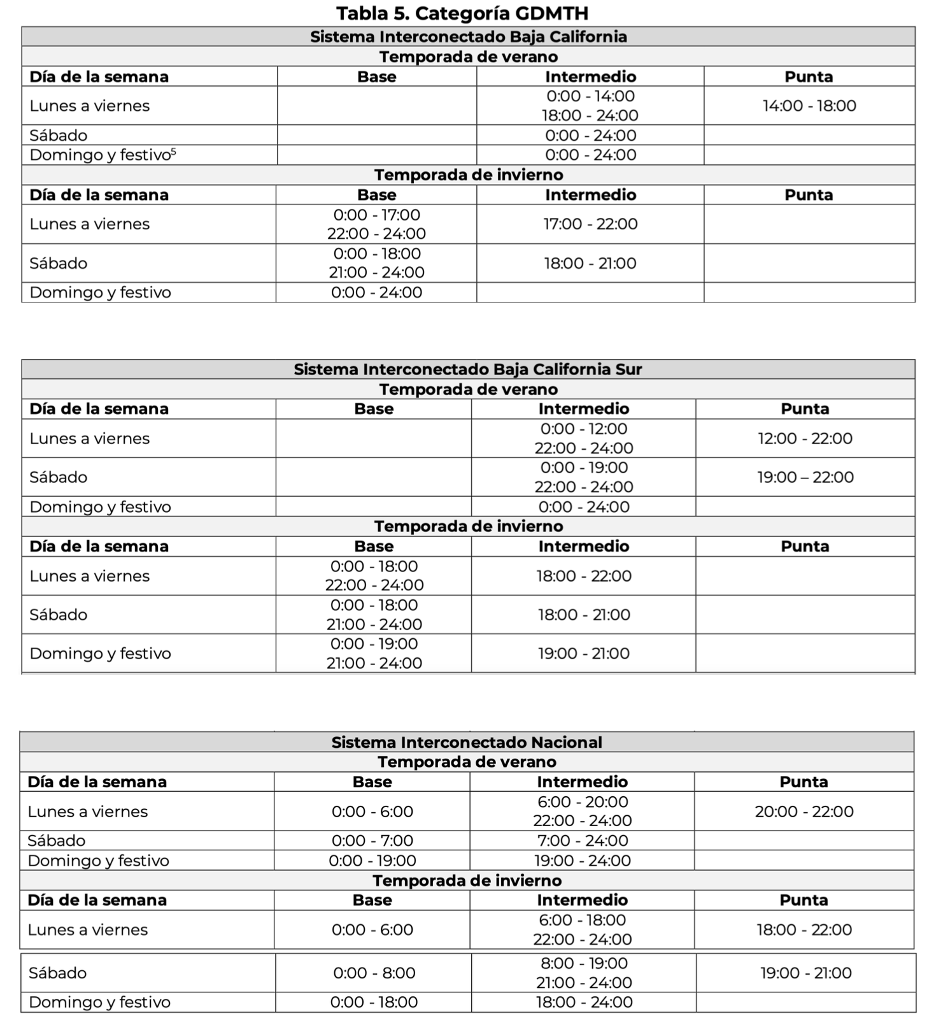 Tabla 5. Categoría GDMTH
Sistema Interconectado Baja California
Temporada de verano
Día de la semana Base Intermedio Punta
Lunes a viernes 0:00 - 14:00 14:00 - 18:00
18:00 - 24:00
Sábado 0:00 - 24:00
Domingo y festivo⁵ 0:00 - 24:00
Temporada de invierno
Día de la semana Base Intermedio Punta
Lunes a viernes 0:00 - 17:00 17:00 - 22:00
22:00 - 24:00
Sábado 0:00 - 18:00 18:00 - 21:00
21:00 - 24:00
Domingo y festivo 0:00 - 24:00
Sistema Interconectado Baja California Sur
Temporada de verano
Día de la semana Base Intermedio Punta
Lunes a viernes 0:00 - 12:00 12:00 - 22:00
22:00 - 24:00
Sábado 0:00 - 19:00 19:00 – 22:00
22:00 - 24:00
Domingo y festivo 0:00 - 24:00
Temporada de invierno
Día de la semana Base Intermedio Punta
Lunes a viernes 0:00 - 18:00 18:00 - 22:00
22:00 - 24:00
Sábado 0:00 - 18:00 18:00 - 21:00
21:00 - 24:00
Domingo y festivo 0:00 - 19:00 19:00 - 21:00
21:00 - 24:00
Sistema Interconectado Nacional
Temporada de verano
Día de la semana Base Intermedio Punta
Lunes a viernes 0:00 - 6:00 6:00 - 20:00 20:00 - 22:00
22:00 - 24:00
Sábado 0:00 - 7:00 7:00 - 24:00
Domingo y festivo 0:00 - 19:00 19:00 - 24:00
Temporada de invierno
Día de la semana Base Intermedio Punta
Lunes a viernes 0:00 - 6:00 6:00 - 18:00 18:00 - 22:00
22:00 - 24:00
Sábado 0:00 - 8:00 8:00 - 19:00 19:00 - 21:00
21:00 - 24:00
Domingo y festivo 0:00 - 18:00 18:00 - 24:00